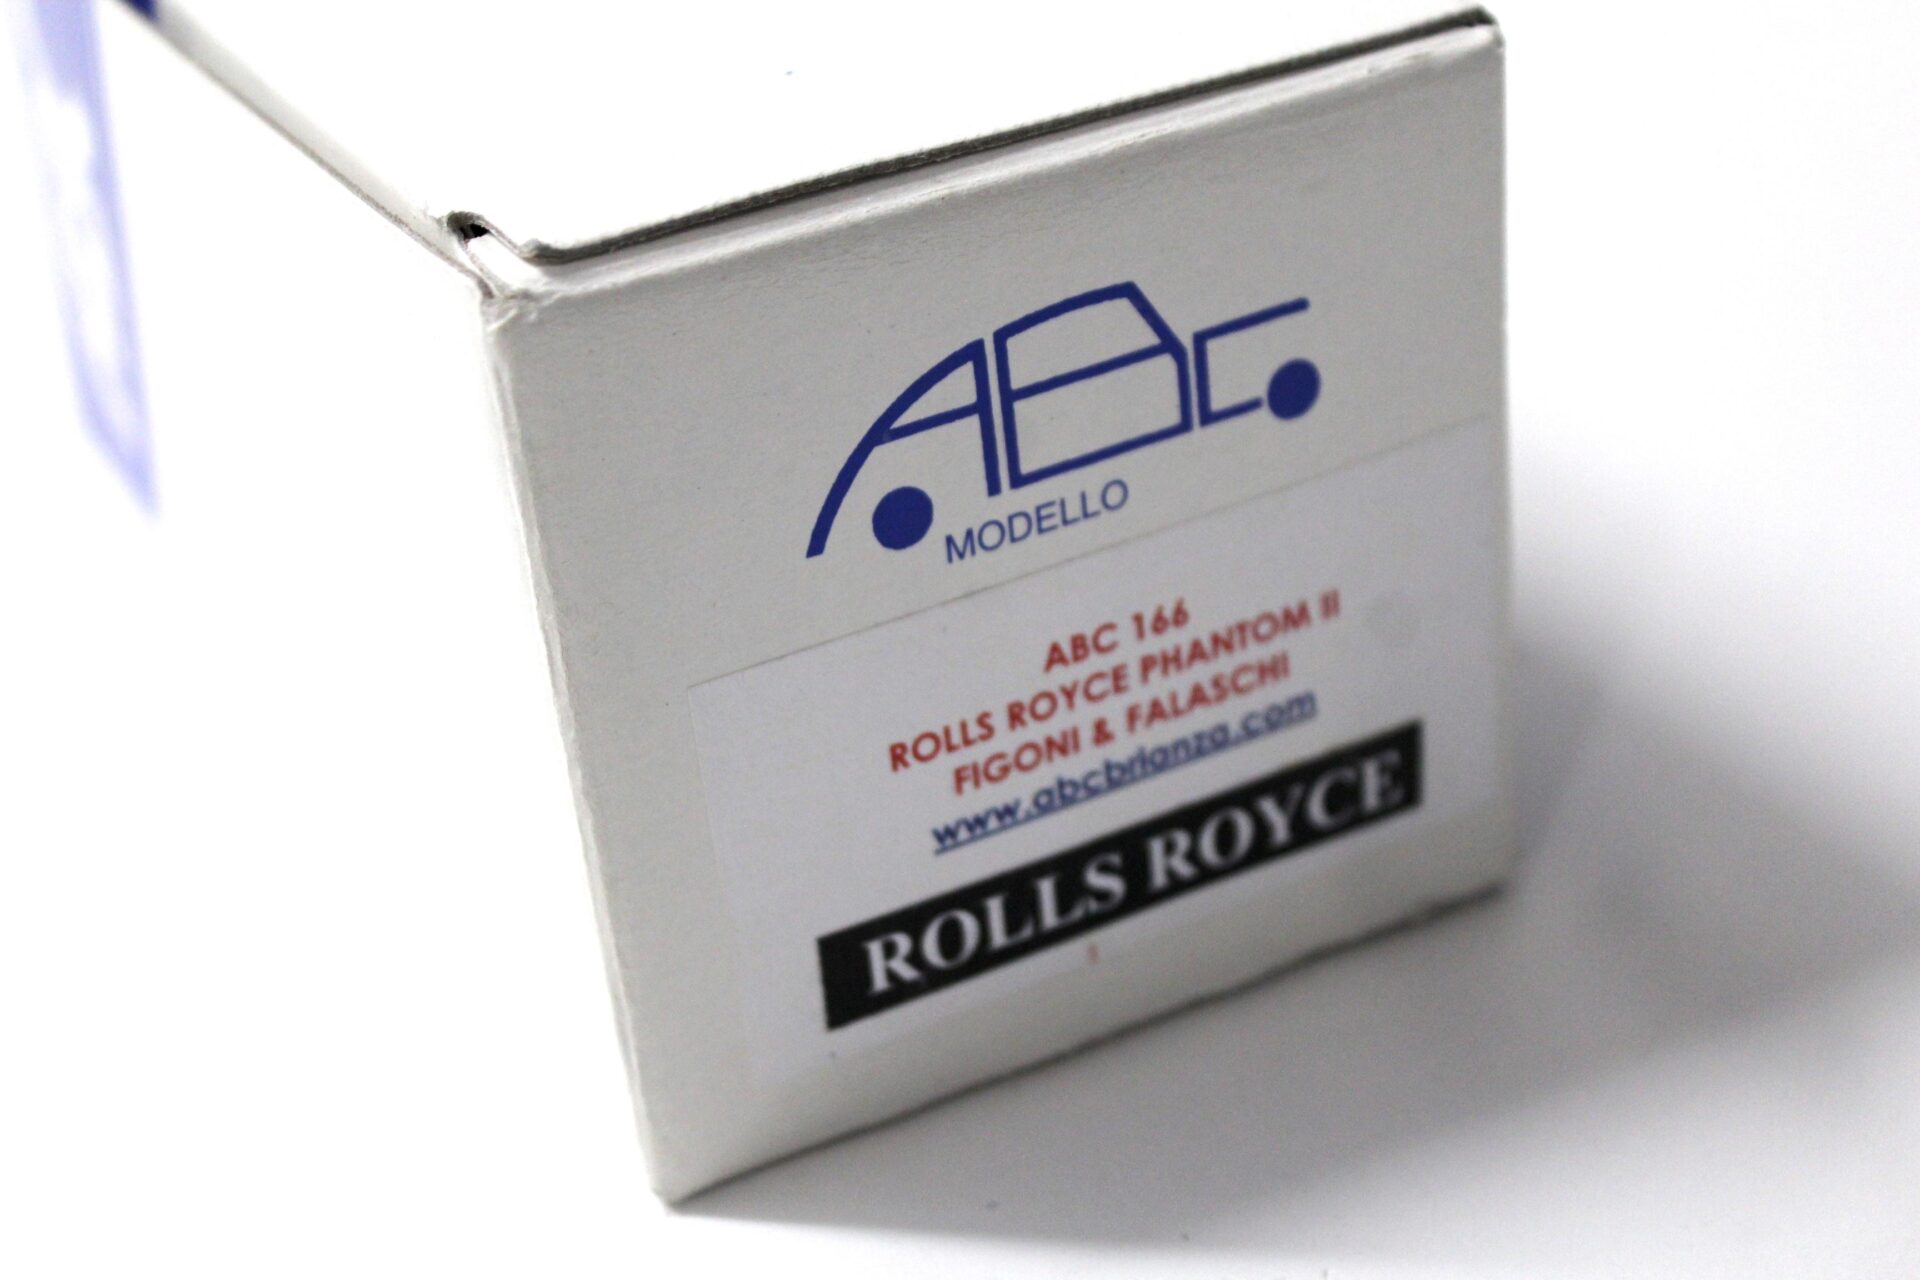 ABC
MODELLO
ABC 166
ROLLS ROYCE PHANTOM II
FIGONI & FALASCHI
www.abcbrianza.com
ROLLS ROYCE